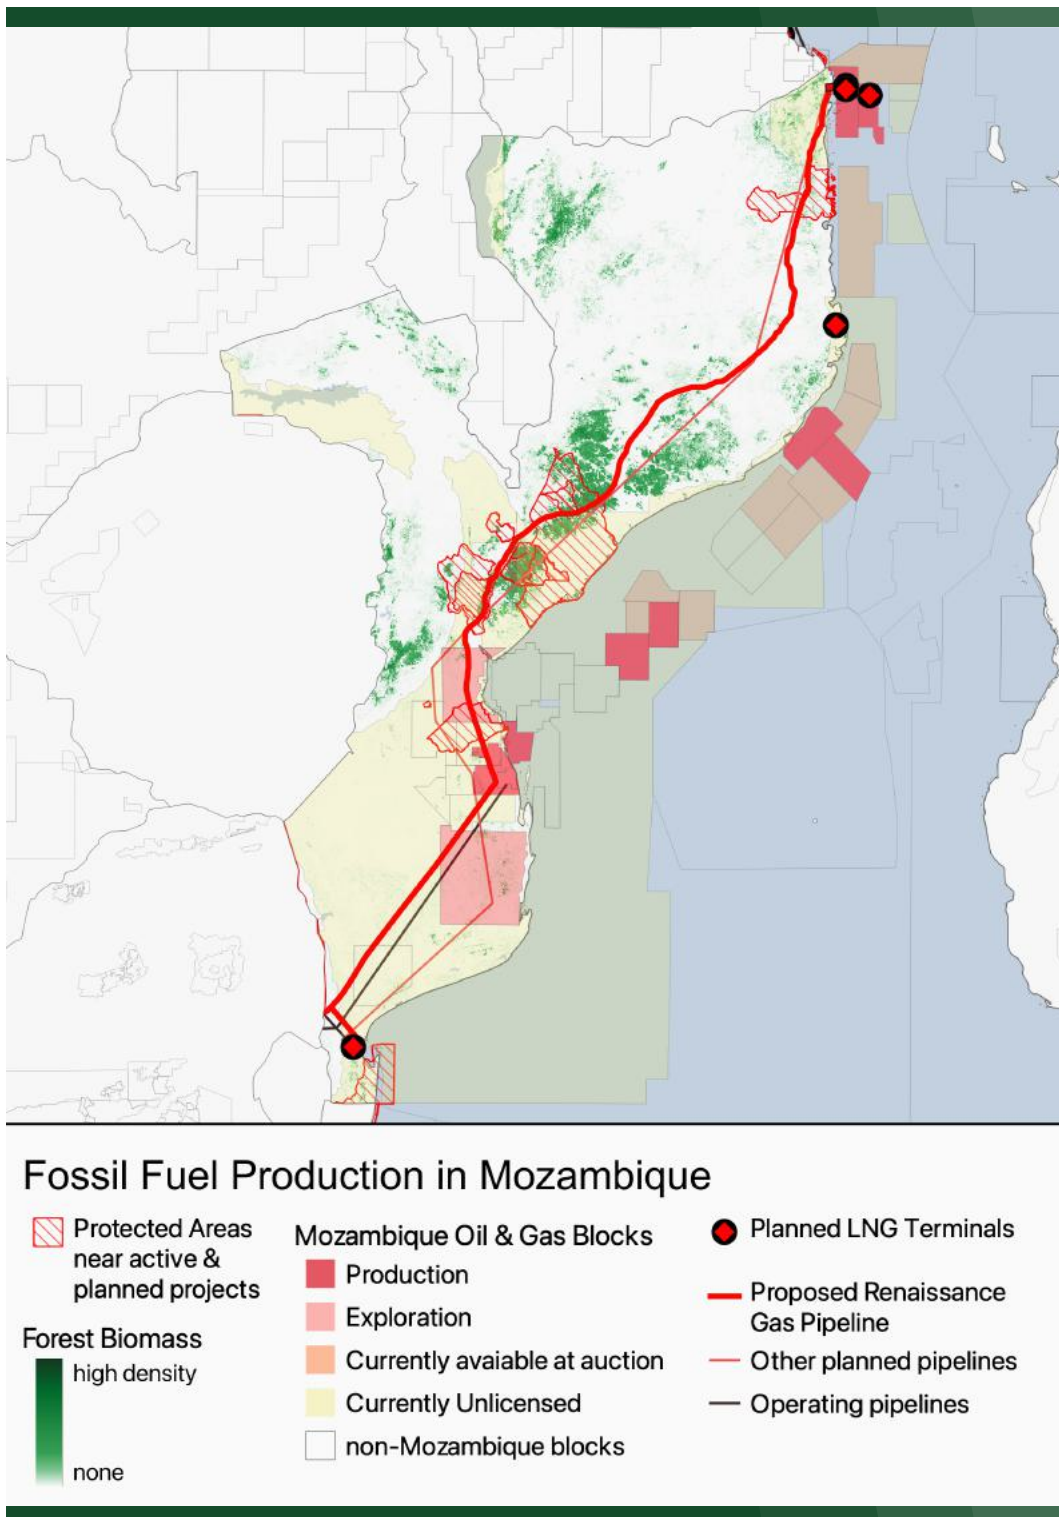 Fossil Fuel Production in Mozambique
Protected Areas
near active &
planned projects
Forest Biomass
high density
none
Mozambique Oil & Gas Blocks
Production
Exploration
Currently avaiable at auction
Currently Unlicensed
non-Mozambique blocks
Planned LNG Terminals
Proposed Renaissance
Gas Pipeline
Other planned pipelines
Operating pipelines